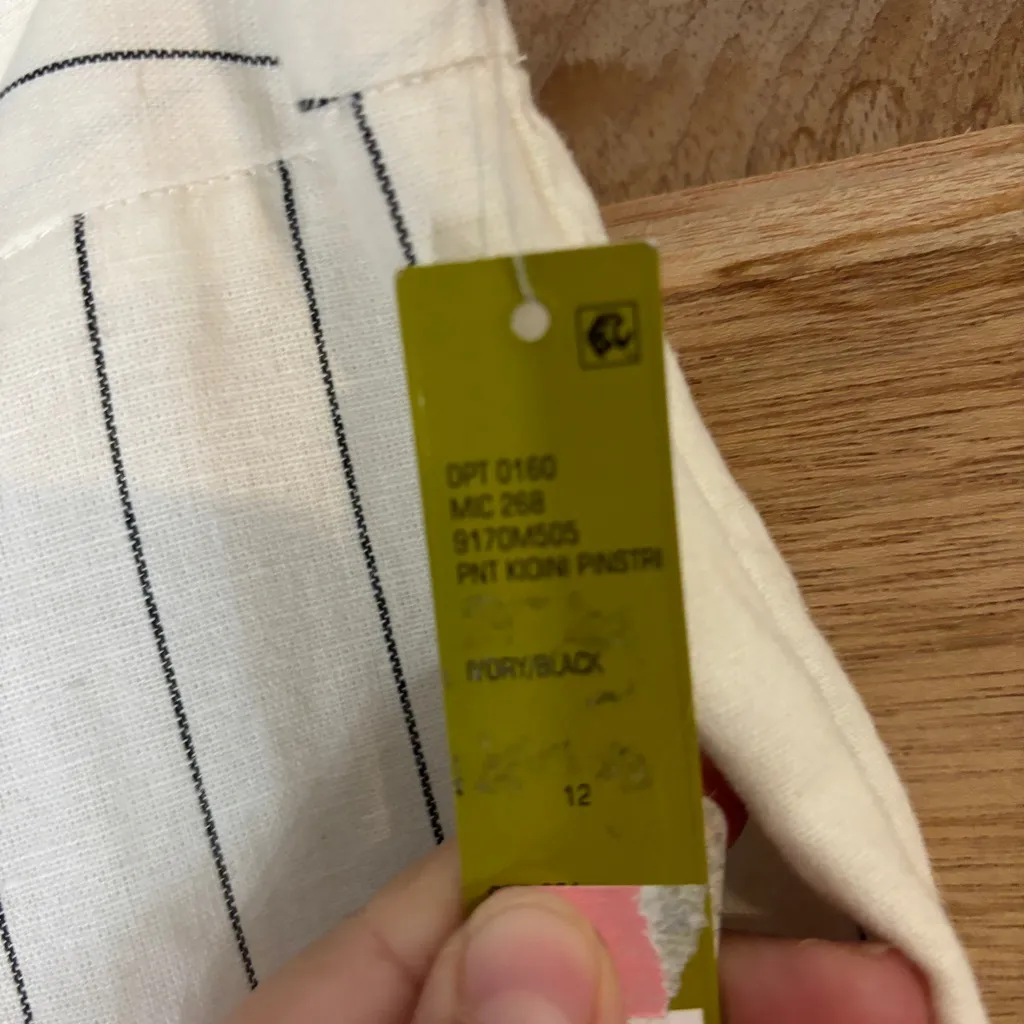 DPT 0160
MIC 268
9170M505
PNT KIDINI PINSTRI
IVORY/BLACK
12